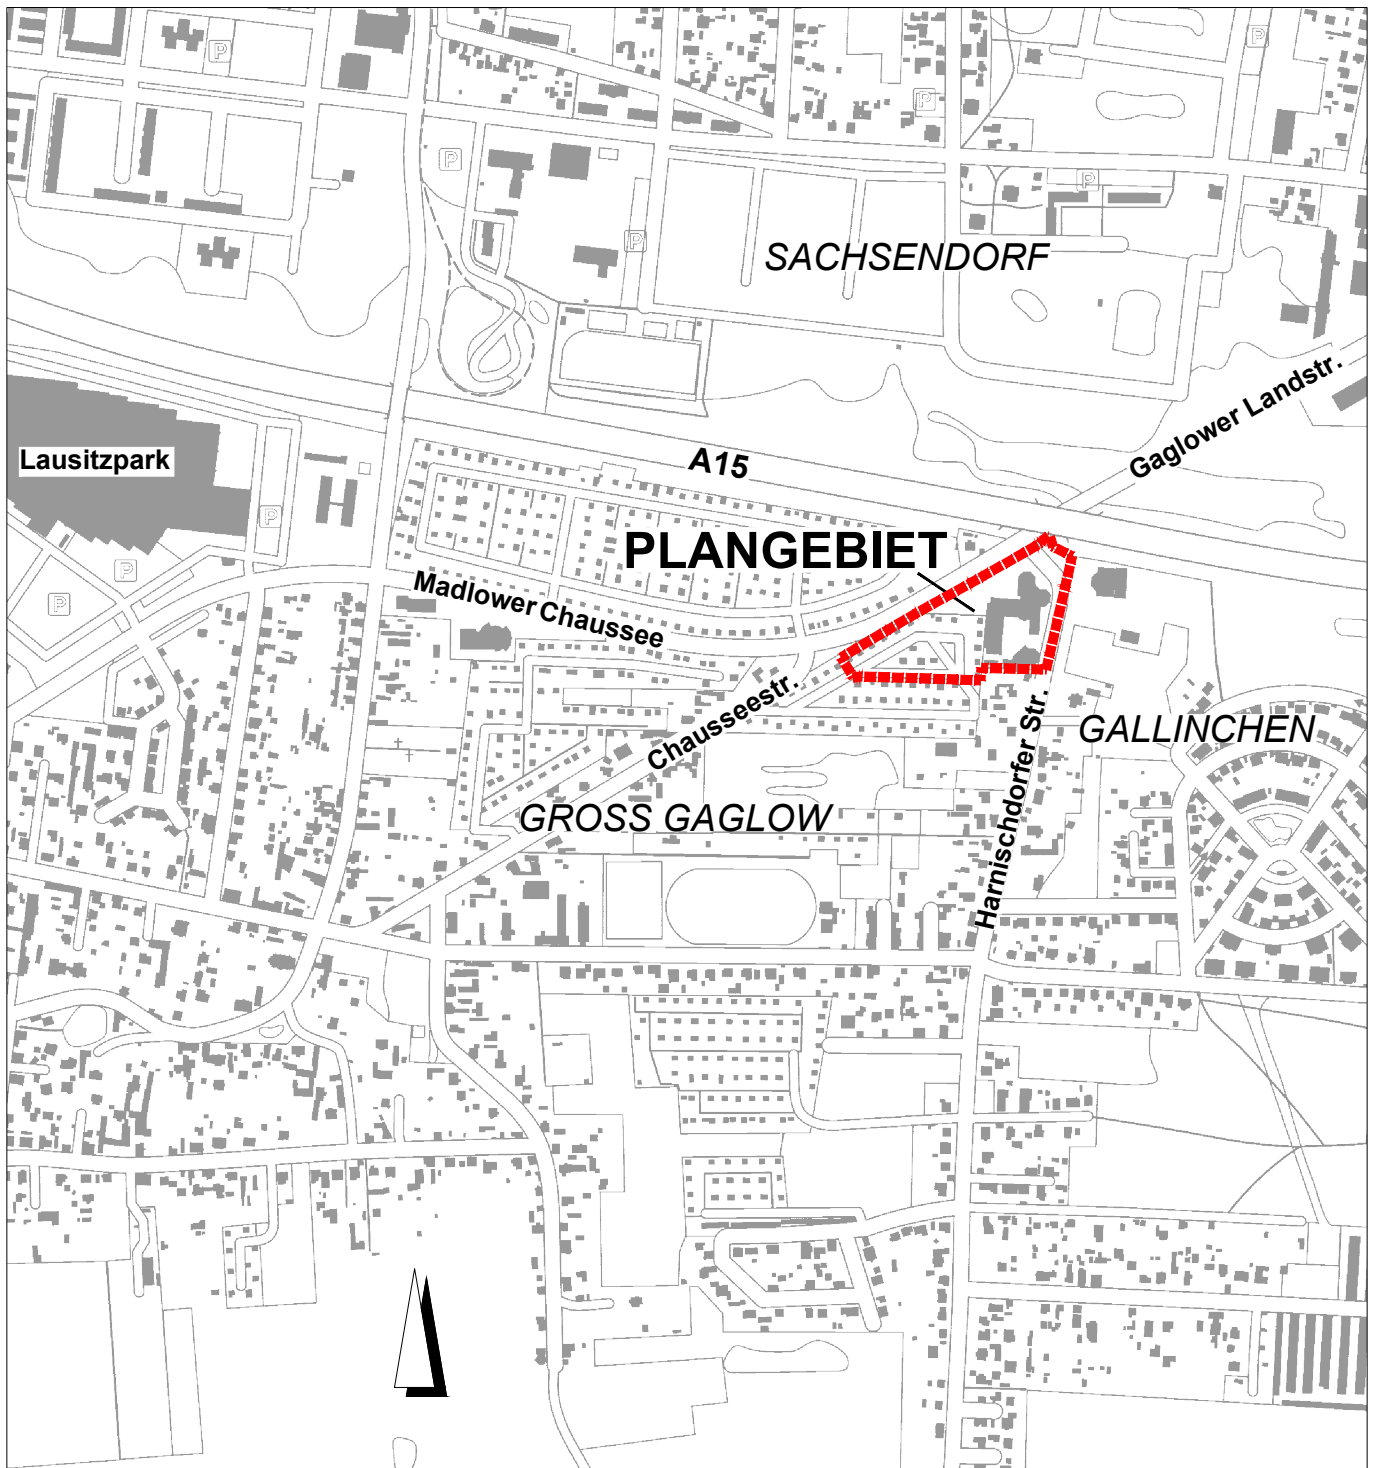 P
P
P
P
P
P
SACHSENDORF
Gaglower Landstr.
Lausitzpark
A15
P
PLANGEBIET
P
P
Madlower Chaussee
Chausseestr.
Harnischdorfer Str.
GALLINCHEN
GROSS GAGLOW